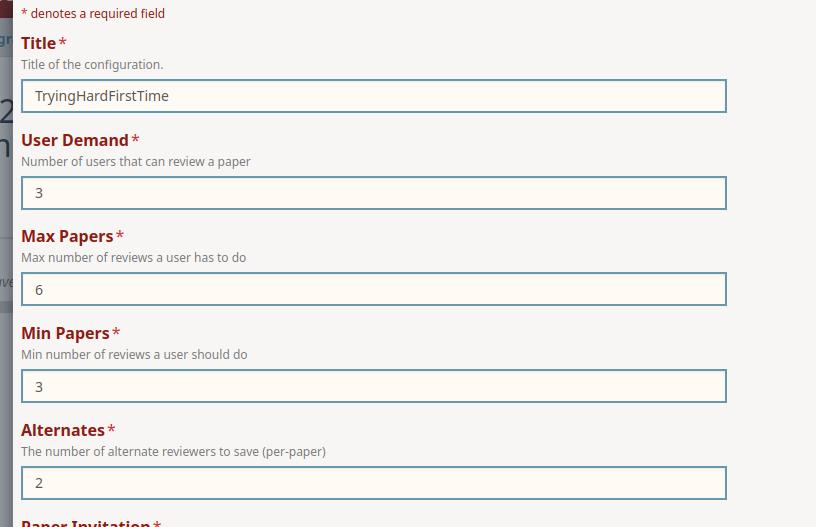 * denotes a required field
Title*
Title of the configuration.
TryingHardFirstTime
User Demand*
Number of users that can review a paper
3
Max Papers*
Max number of reviews a user has to do
6
Min Papers*
Min number of reviews a user should do
3
Alternates*
The number of alternate reviewers to save (per-paper)
2
Paper Invitation*